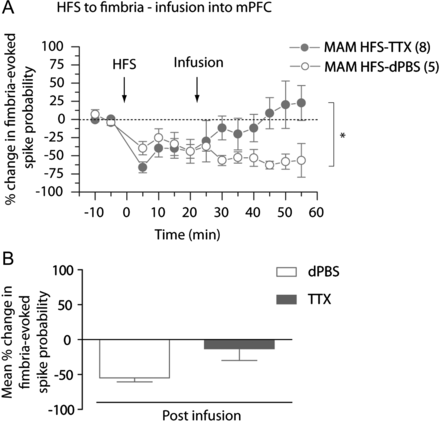 A
HFS to fimbria - infusion into mPFC
MAM HFS-TTX (8)
MAM HFS-dPBS (5)
HFS
Infusion
% change in fimbria-evoked
spike probability
100
75
50
25
0
-25
-50
-75
-100
*
-10 0 10 20 30 40 50 60
Time (min)
B
dPBS
TTX
Mean % change in
fimbria-evoked
spike probability
100
50
0
-50
-100
Post infusion